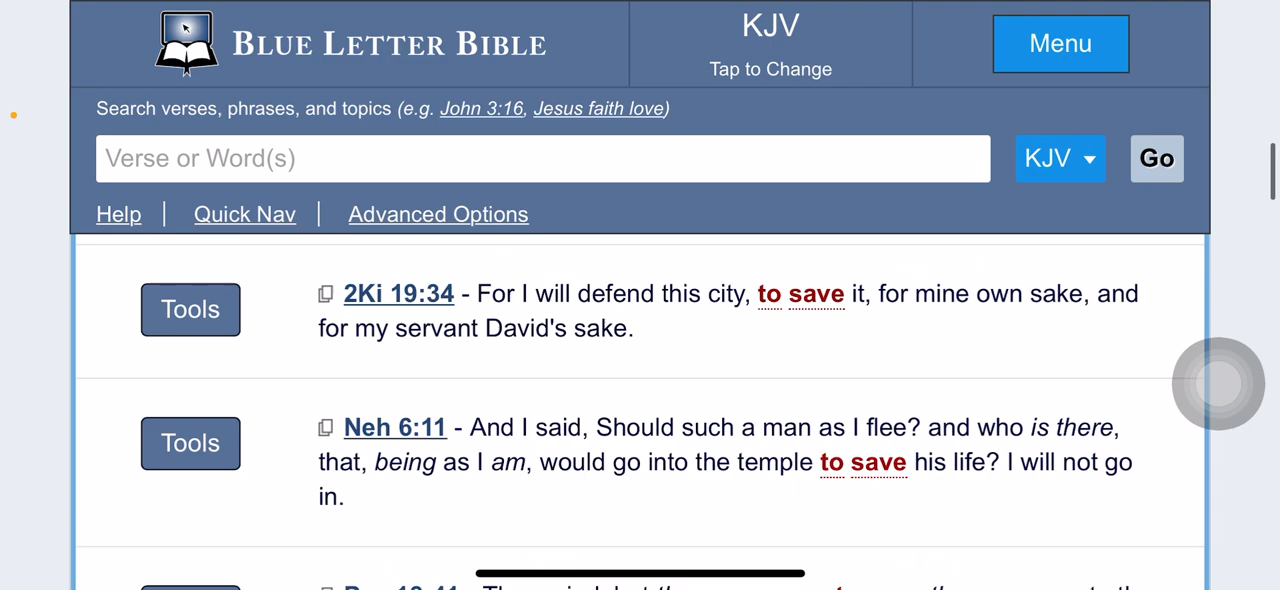 BLUE LETTER BIBLE
KJV
Tap to Change
Menu
Search verses, phrases, and topics (e.g. John 3:16, Jesus faith love)
Verse or Word(s)
KJV
Go
Help | Quick Nav | Advanced Options
Tools
2Ki 19:34 - For I will defend this city, to save it, for mine own sake, and
for my servant David's sake.
Tools
Neh 6:11 - And I said, Should such a man as I flee? and who is there,
that, being as I am, would go into the temple to save his life? I will not go
in.